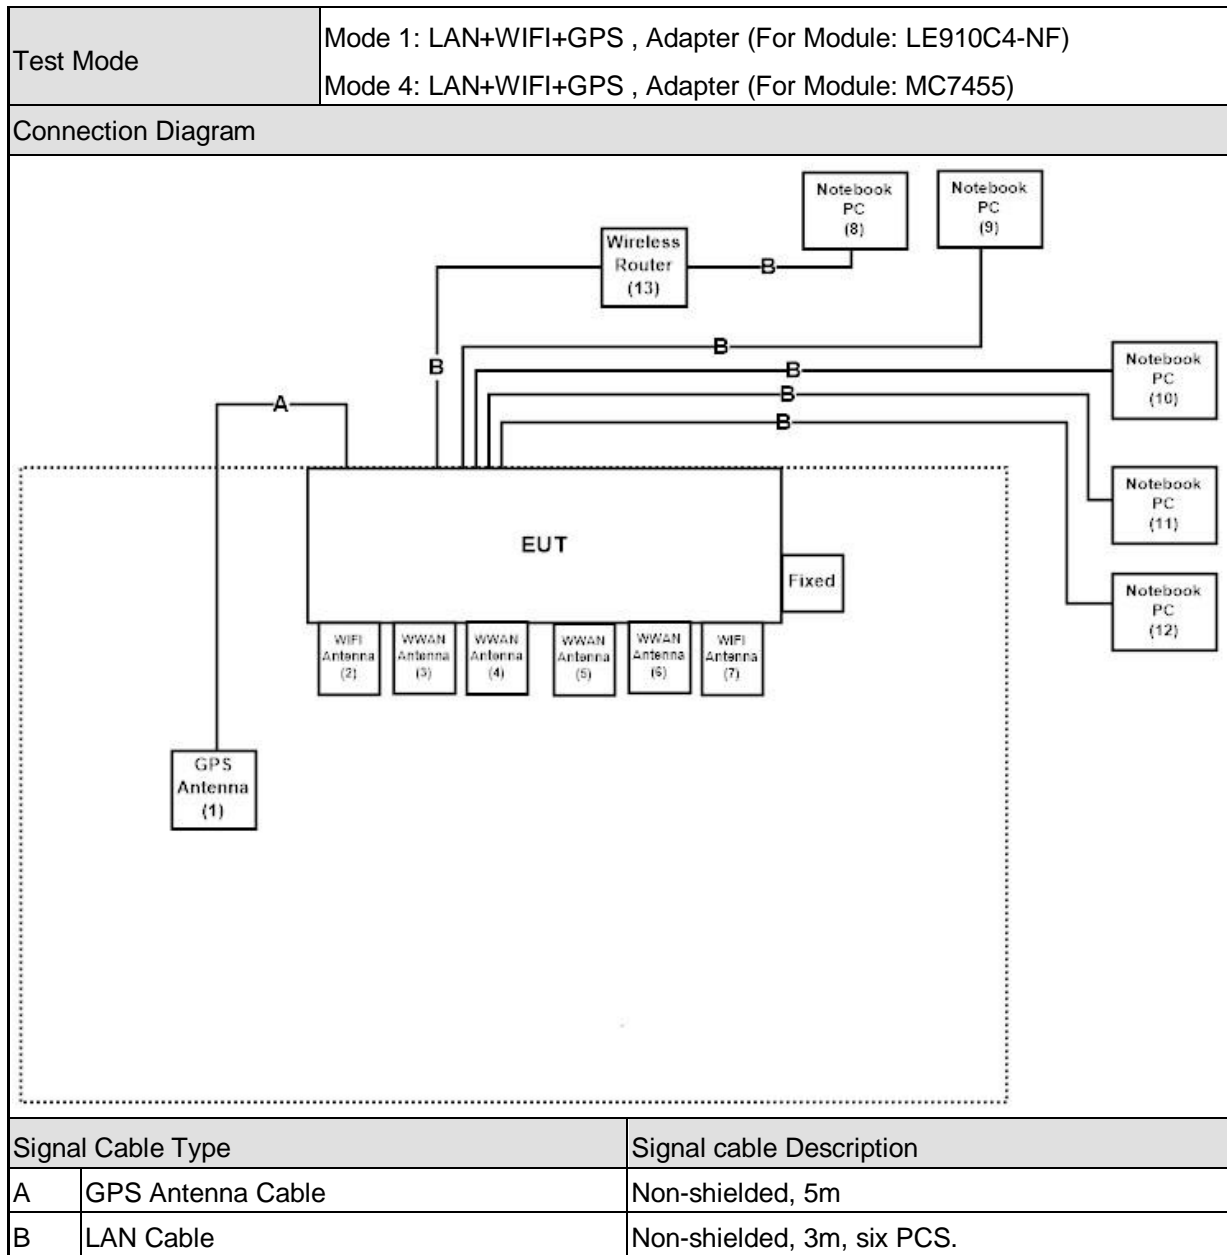 Test Mode
Mode 1: LAN+WIFI+GPS , Adapter (For Module: LE910C4-NF)
Mode 4: LAN+WIFI+GPS , Adapter (For Module: MC7455)
Connection Diagram
Notebook
PC
(8)
Notebook
PC
(9)
Wireless
Router
(13)
B
B
B
Notebook
PC
(10)
B
B
B
A
Notebook
PC
(11)
EUT
Fixed
Notebook
PC
(12)
WIFI
Antenna
(2)
WWAN
Antenna
(3)
WWAN
Antenna
(4)
WWAN
Antenna
(5)
WWAN
Antenna
(6)
WIFI
Antenna
(7)
GPS
Antenna
(1)
Signal Cable Type Signal cable Description
A GPS Antenna Cable Non-shielded, 5m
B LAN Cable Non-shielded, 3m, six PCS.